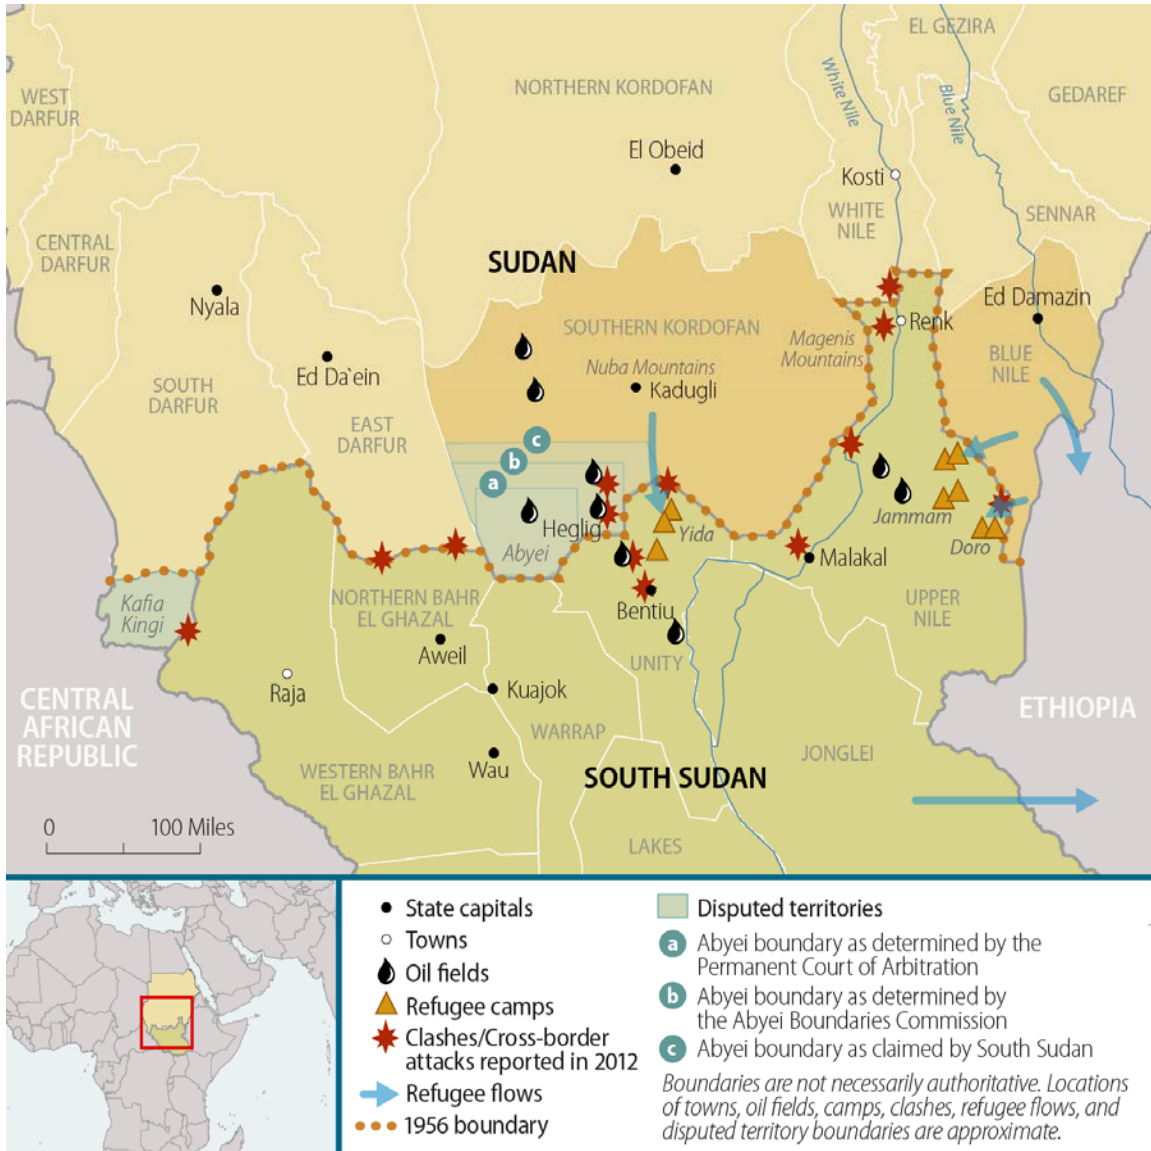 EL GEZIRA
WEST
DARFUR
NORTHERN KORDOFAN
White Nile
Blue Nile
GEDAREF
El Obeid
Kosti
WHITE
NILE
SENNAR
CENTRAL
DARFUR
SUDAN
Nyala
Ed Damazin
SOUTHERN KORDOFAN
Renk
Magenis
Mountains
BLUE
NILE
Nuba Mountains
Kadugli
Ed Da`ein
SOUTH
DARFUR
EAST
DARFUR
c
b
a
Heglig
Abyei
Yida
Jammam
Doro
Malakal
Kafia
Kingi
NORTHERN BAHR
EL GHAZAL
Bentiu
UPPER
NILE
Aweil
UNITY
Raja
Kuajok
CENTRAL
AFRICAN
REPUBLIC
ETHIOPIA
WARRAP
JONGLEI
Wau
WESTERN BAHR
EL GHAZAL
SOUTH SUDAN
0 100 Miles
LAKES
State capitals
Towns
Oil fields
Refugee camps
Clashes/Cross-border
attacks reported in 2012
Refugee flows
1956 boundary
Disputed territories
a Abyei boundary as determined by the
Permanent Court of Arbitration
b Abyei boundary as determined by
the Abyei Boundaries Commission
c Abyei boundary as claimed by South Sudan
Boundaries are not necessarily authoritative. Locations
of towns, oil fields, camps, clashes, refugee flows, and
disputed territory boundaries are approximate.